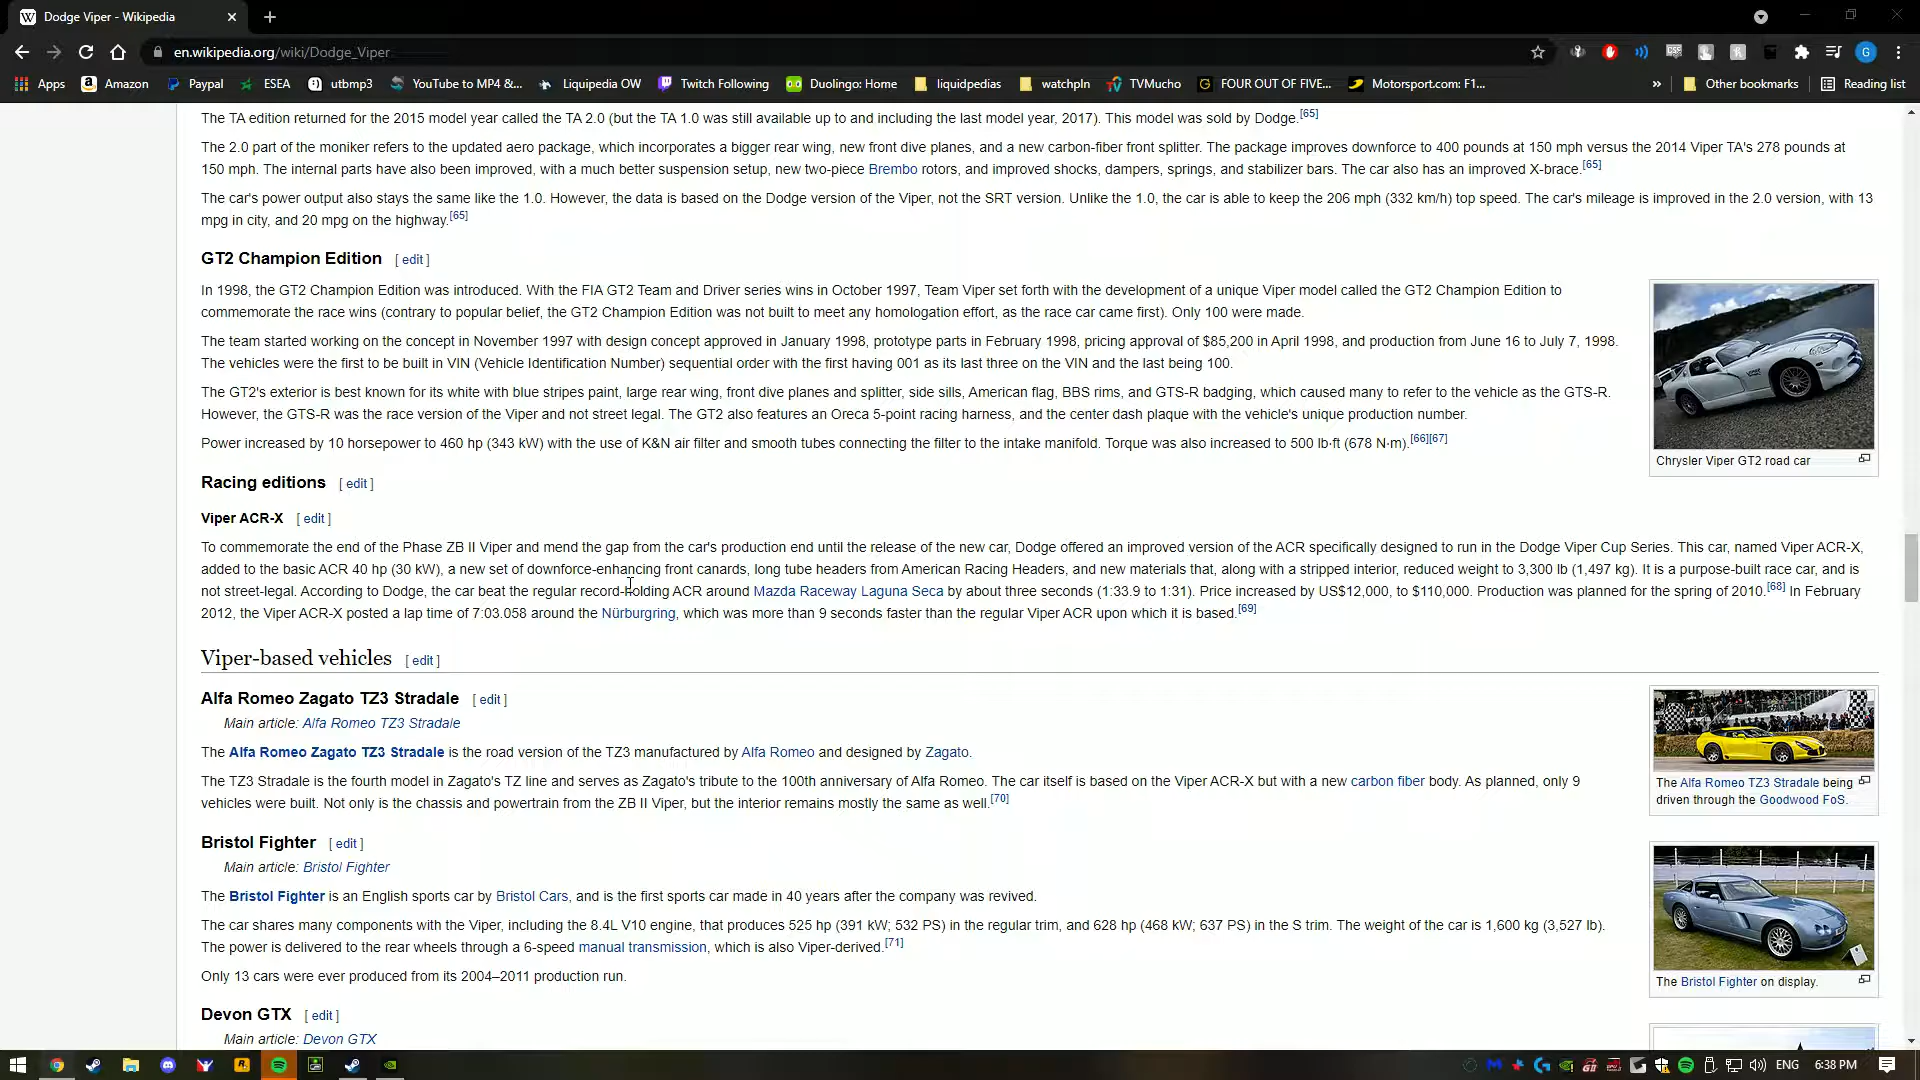 Dodge Viper - Wikipedia
en.wikipedia.org/wiki/Dodge_Viper
Apps Amazon Paypal ESEA utbmp3 YouTube to MP4 &... Liquipedia OW Twitch Following Duolingo: Home liquidpedias watchpln TVMucho FOUR OUT OF FIVE... Motorsport.com: F1... » Other bookmarks Reading list
The TA edition returned for the 2015 model year called the TA 2.0 (but the TA 1.0 was still available up to and including the last model year, 2017). This model was sold by Dodge.[65]
The 2.0 part of the moniker refers to the updated aero package, which incorporates a bigger rear wing, new front dive planes, and a new carbon-fiber front splitter. The package improves downforce to 400 pounds at 150 mph versus the 2014 Viper TA's 278 pounds at
150 mph. The internal parts have also been improved, with a much better suspension setup, new two-piece Brembo rotors, and improved shocks, dampers, springs, and stabilizer bars. The car also has an improved X-brace.[65]
The car's power output also stays the same like the 1.0. However, the data is based on the Dodge version of the Viper, not the SRT version. Unlike the 1.0, the car is able to keep the 206 mph (332 km/h) top speed. The car's mileage is improved in the 2.0 version, with 13
mpg in city, and 20 mpg on the highway.[65]
GT2 Champion Edition [ edit ]
In 1998, the GT2 Champion Edition was introduced. With the FIA GT2 Team and Driver series wins in October 1997, Team Viper set forth with the development of a unique Viper model called the GT2 Champion Edition to
commemorate the race wins (contrary to popular belief, the GT2 Champion Edition was not built to meet any homologation effort, as the race car came first). Only 100 were made.
The team started working on the concept in November 1997 with design concept approved in January 1998, prototype parts in February 1998, pricing approval of $85,200 in April 1998, and production from June 16 to July 7, 1998.
The vehicles were the first to be built in VIN (Vehicle Identification Number) sequential order with the first having 001 as its last three on the VIN and the last being 100.
The GT2's exterior is best known for its white with blue stripes paint, large rear wing, front dive planes and splitter, side sills, American flag, BBS rims, and GTS-R badging, which caused many to refer to the vehicle as the GTS-R.
However, the GTS-R was the race version of the Viper and not street legal. The GT2 also features an Oreca 5-point racing harness, and the center dash plaque with the vehicle's unique production number.
Power increased by 10 horsepower to 460 hp (343 kW) with the use of K&N air filter and smooth tubes connecting the filter to the intake manifold. Torque was also increased to 500 lb·ft (678 N·m).[66][67]
Chrysler Viper GT2 road car
Racing editions [ edit ]
Viper ACR-X [ edit ]
To commemorate the end of the Phase ZB II Viper and mend the gap from the car's production end until the release of the new car, Dodge offered an improved version of the ACR specifically designed to run in the Dodge Viper Cup Series. This car, named Viper ACR-X,
added to the basic ACR 40 hp (30 kW), a new set of downforce-enhancing front canards, long tube headers from American Racing Headers, and new materials that, along with a stripped interior, reduced weight to 3,300 lb (1,497 kg). It is a purpose-built race car, and is
not street-legal. According to Dodge, the car beat the regular record-holding ACR around Mazda Raceway Laguna Seca by about three seconds (1:33.9 to 1:31). Price increased by US$12,000, to $110,000. Production was planned for the spring of 2010.[68] In February
2012, the Viper ACR-X posted a lap time of 7:03.058 around the Nürburgring, which was more than 9 seconds faster than the regular Viper ACR upon which it is based.[69]
Viper-based vehicles [ edit ]
Alfa Romeo Zagato TZ3 Stradale [ edit ]
Main article: Alfa Romeo TZ3 Stradale
The Alfa Romeo Zagato TZ3 Stradale is the road version of the TZ3 manufactured by Alfa Romeo and designed by Zagato.
The TZ3 Stradale is the fourth model in Zagato's TZ line and serves as Zagato's tribute to the 100th anniversary of Alfa Romeo. The car itself is based on the Viper ACR-X but with a new carbon fiber body. As planned, only 9
vehicles were built. Not only is the chassis and powertrain from the ZB II Viper, but the interior remains mostly the same as well.[70]
The Alfa Romeo TZ3 Stradale being
driven through the Goodwood FoS.
Bristol Fighter [ edit ]
Main article: Bristol Fighter
The Bristol Fighter is an English sports car by Bristol Cars, and is the first sports car made in 40 years after the company was revived.
The car shares many components with the Viper, including the 8.4L V10 engine, that produces 525 hp (391 kW; 532 PS) in the regular trim, and 628 hp (468 kW; 637 PS) in the S trim. The weight of the car is 1,600 kg (3,527 lb).
The power is delivered to the rear wheels through a 6-speed manual transmission, which is also Viper-derived.[71]
Only 13 cars were ever produced from its 2004–2011 production run.
The Bristol Fighter on display.
Devon GTX [ edit ]
Main article: Devon GTX
ENG 6:38 PM